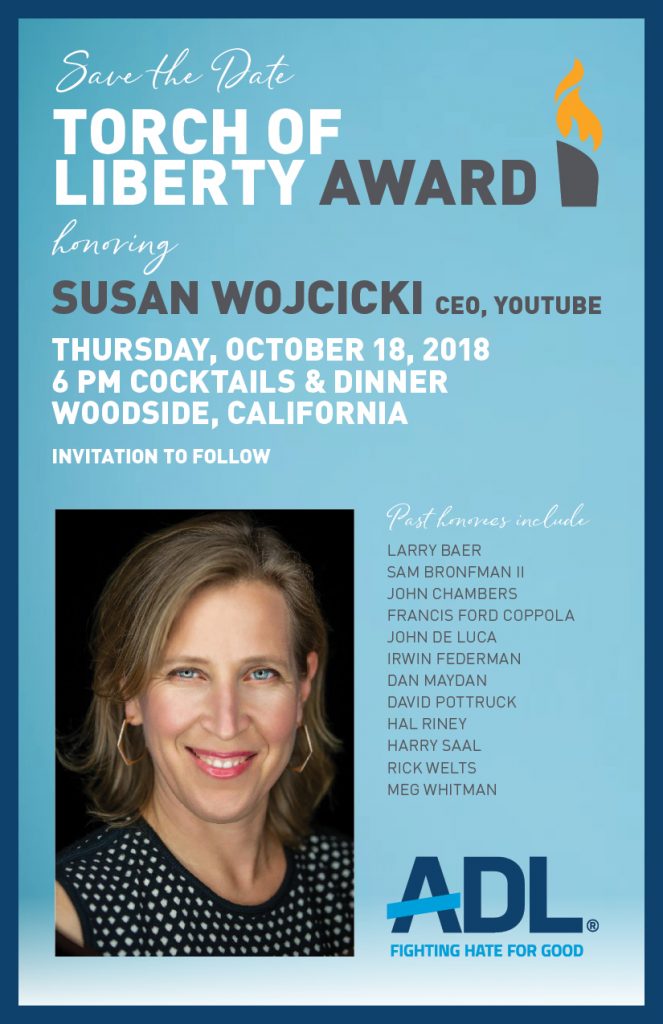 Save the Date
TORCH OF
LIBERTY AWARD
honoring
SUSAN WOJCICKI CEO, YOUTUBE
THURSDAY, OCTOBER 18, 2018
6 PM COCKTAILS & DINNER
WOODSIDE, CALIFORNIA
INVITATION TO FOLLOW
Past honorees include
LARRY BAER
SAM BRONFMAN II
JOHN CHAMBERS
FRANCIS FORD COPPOLA
JOHN DE LUCA
IRWIN FEDERMAN
DAN MAYDAN
DAVID POTTRUCK
HAL RINEY
HARRY SAAL
RICK WELTS
MEG WHITMAN
ADL®
FIGHTING HATE FOR GOOD